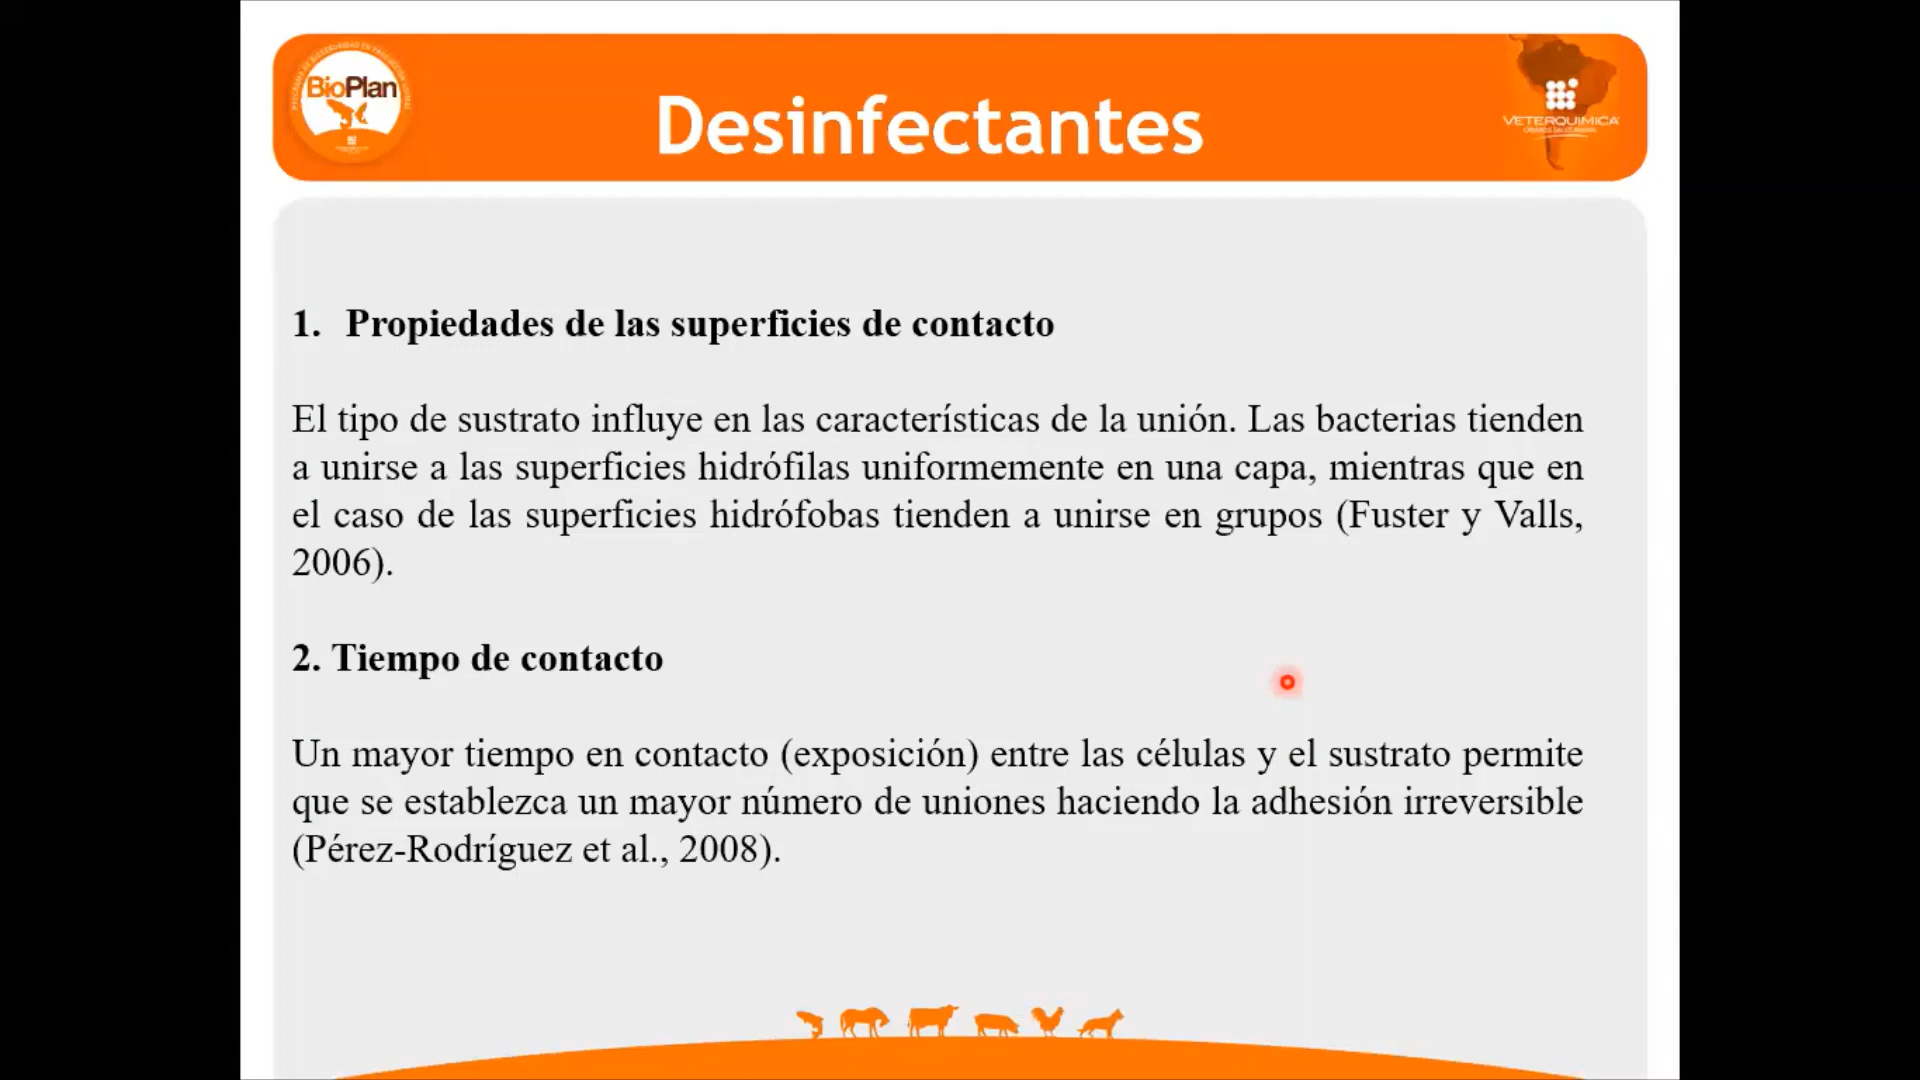 BioPlan
Desinfectantes
VETERQUIMICA
1. Propiedades de las superficies de contacto
El tipo de sustrato influye en las características de la unión. Las bacterias tienden
a unirse a las superficies hidrófilas uniformemente en una capa, mientras que en
el caso de las superficies hidrófobas tienden a unirse en grupos (Fuster y Valls,
2006).
2. Tiempo de contacto
Un mayor tiempo en contacto (exposición) entre las células y el sustrato permite
que se establezca un mayor número de uniones haciendo la adhesión irreversible
(Pérez-Rodríguez et al., 2008).